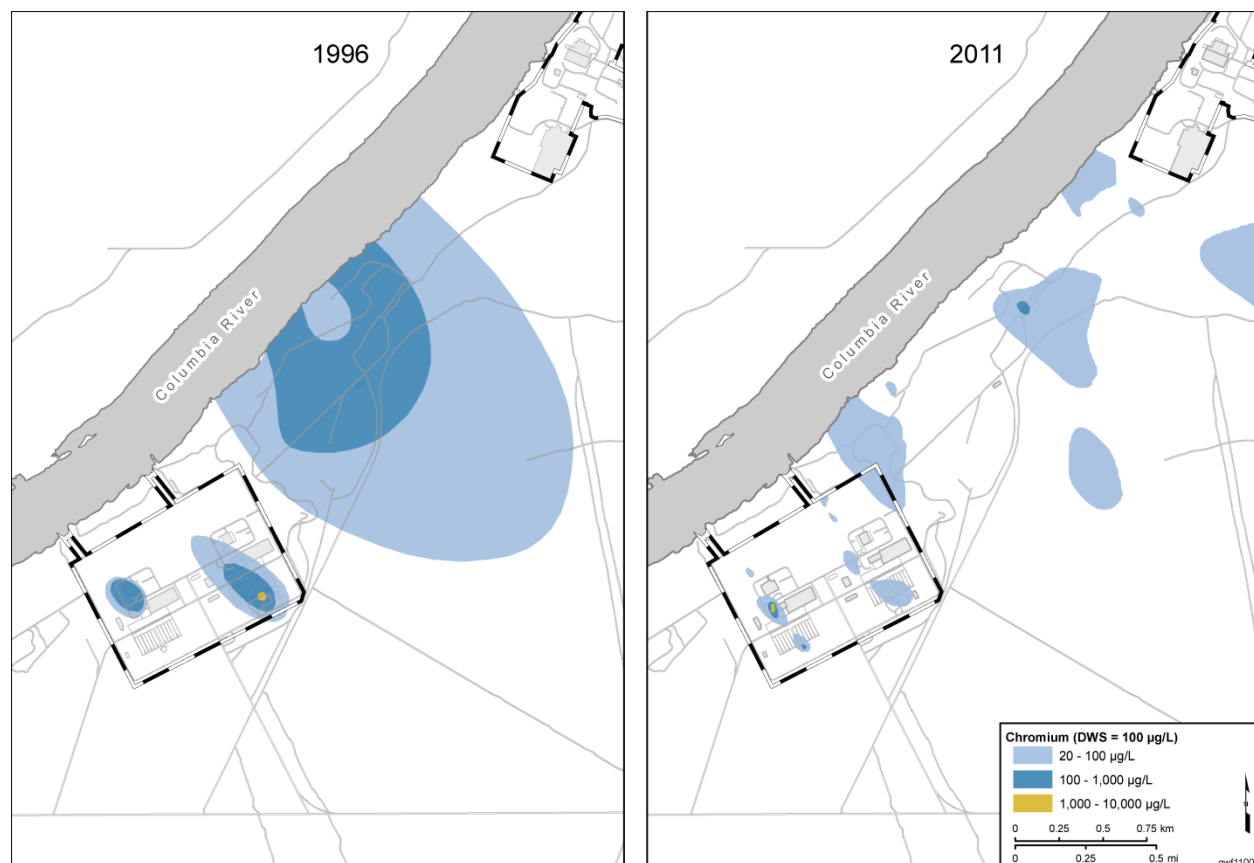 1996
Columbia River
2011
Columbia River
Chromium (DWS = 100 µg/L)
20 - 100 µg/L
100 - 1,000 µg/L
1,000 - 10,000 µg/L
0 0.25 0.5 0.75 km
0 0.25 0.5 mi